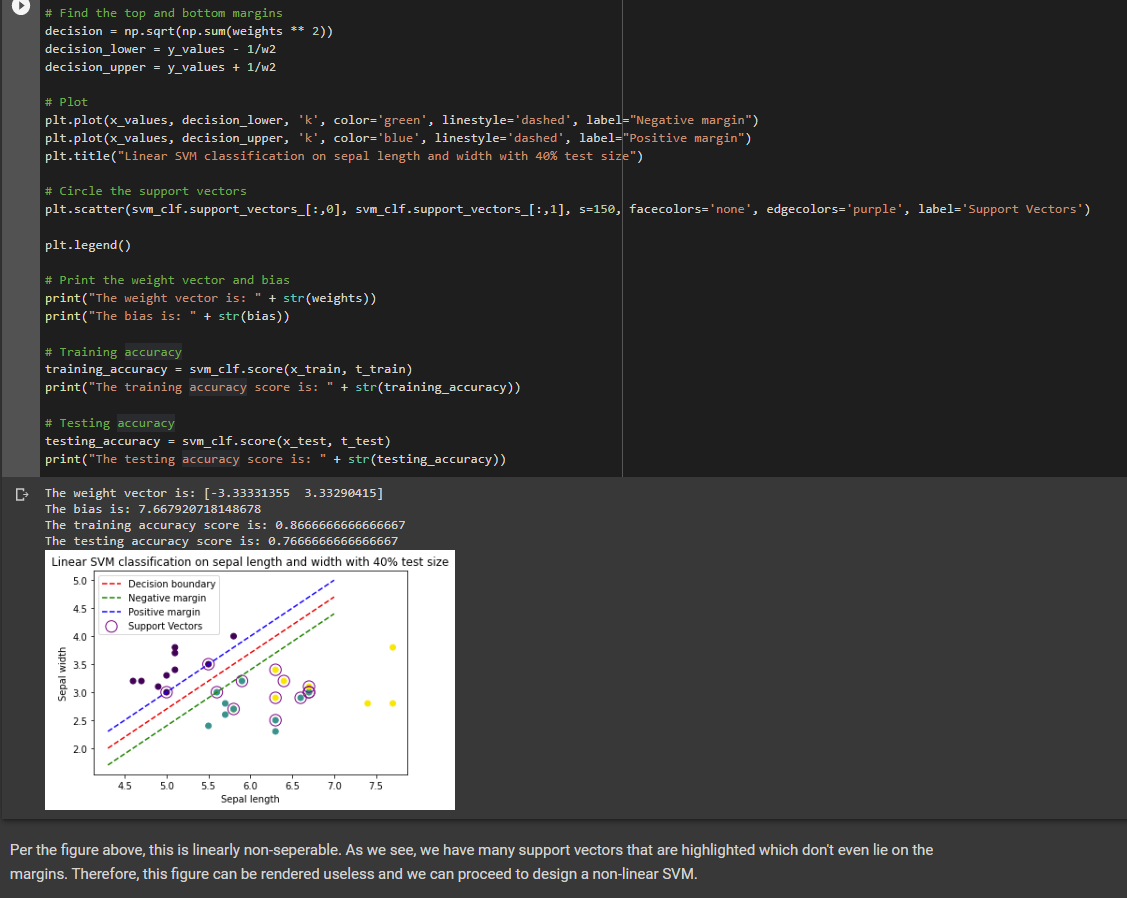 # Find the top and bottom margins
decision = np.sqrt(np.sum(weights ** 2))
decision_lower = y_values - 1/w2
decision_upper = y_values + 1/w2
# Plot
plt.plot(x_values, decision_lower, 'k', color='green', linestyle='dashed', label="Negative margin")
plt.plot(x_values, decision_upper, 'k', color='blue', linestyle='dashed', label="Positive margin")
plt.title("Linear SVM classification on sepal length and width with 40% test size")
# Circle the support vectors
plt.scatter(svm_clf.support_vectors_[:,0], svm_clf.support_vectors_[:,1], s=150, facecolors='none', edgecolors='purple', label='Support Vectors')
plt.legend()
# Print the weight vector and bias
print("The weight vector is: " + str(weights))
print("The bias is: " + str(bias))
# Training accuracy
training_accuracy = svm_clf.score(x_train, t_train)
print("The training accuracy score is: " + str(training_accuracy))
# Testing accuracy
testing_accuracy = svm_clf.score(x_test, t_test)
print("The testing accuracy score is: " + str(testing_accuracy))
The weight vector is: [-3.33331355  3.33290415]
The bias is: 7.667920718148678
The training accuracy score is: 0.8666666666666667
The testing accuracy score is: 0.7666666666666667
Linear SVM classification on sepal length and width with 40% test size
Decision boundary
Negative margin
Positive margin
Support Vectors
5.0
4.5
4.0
3.5
3.0
2.5
2.0
Sepal width
4.5 5.0 5.5 6.0 6.5 7.0 7.5
Sepal length
Per the figure above, this is linearly non-seperable. As we see, we have many support vectors that are highlighted which don't even lie on the
margins. Therefore, this figure can be rendered useless and we can proceed to design a non-linear SVM.